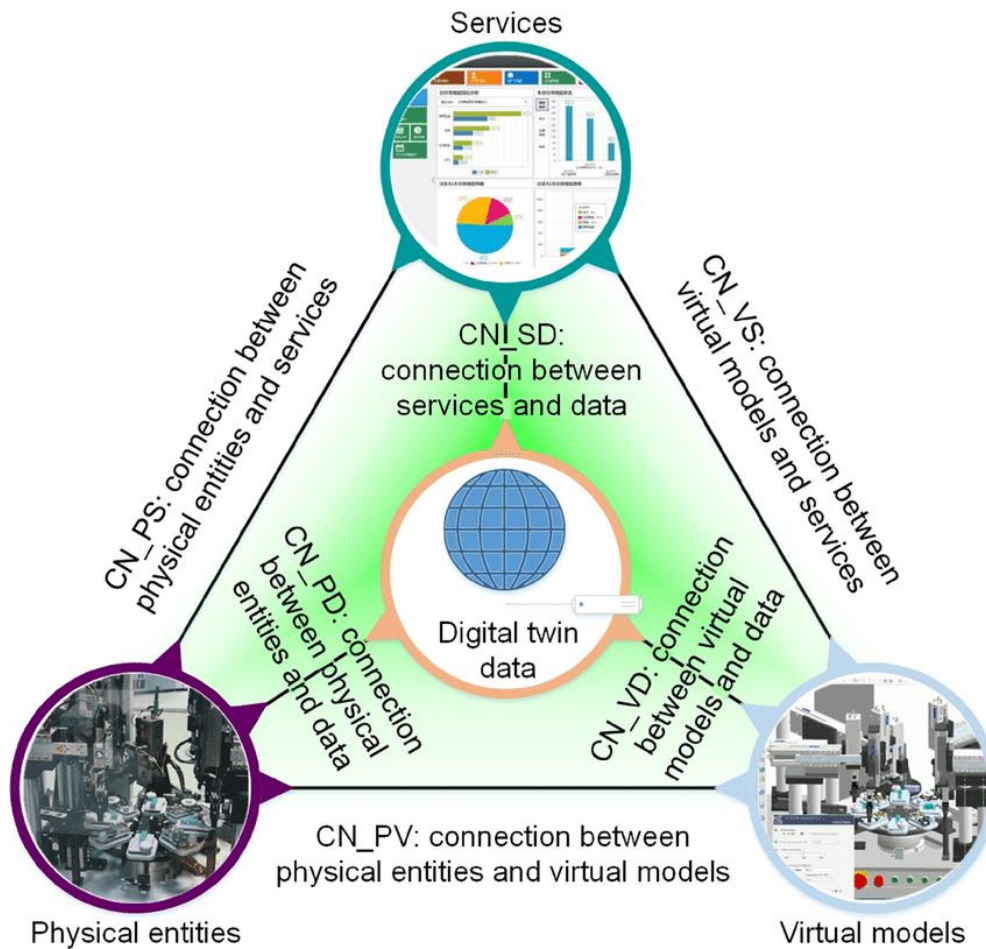 Services
CN_SD:
connection between
services and data
CN_PS: connection between
physical entities and services
CN_VS: connection between
virtual models and services
CN_PD: connection
between physical
entities and data
Digital twin
data
CN_VD: connection
between virtual
models and data
CN_PV: connection between
physical entities and virtual models
Physical entities
Virtual models